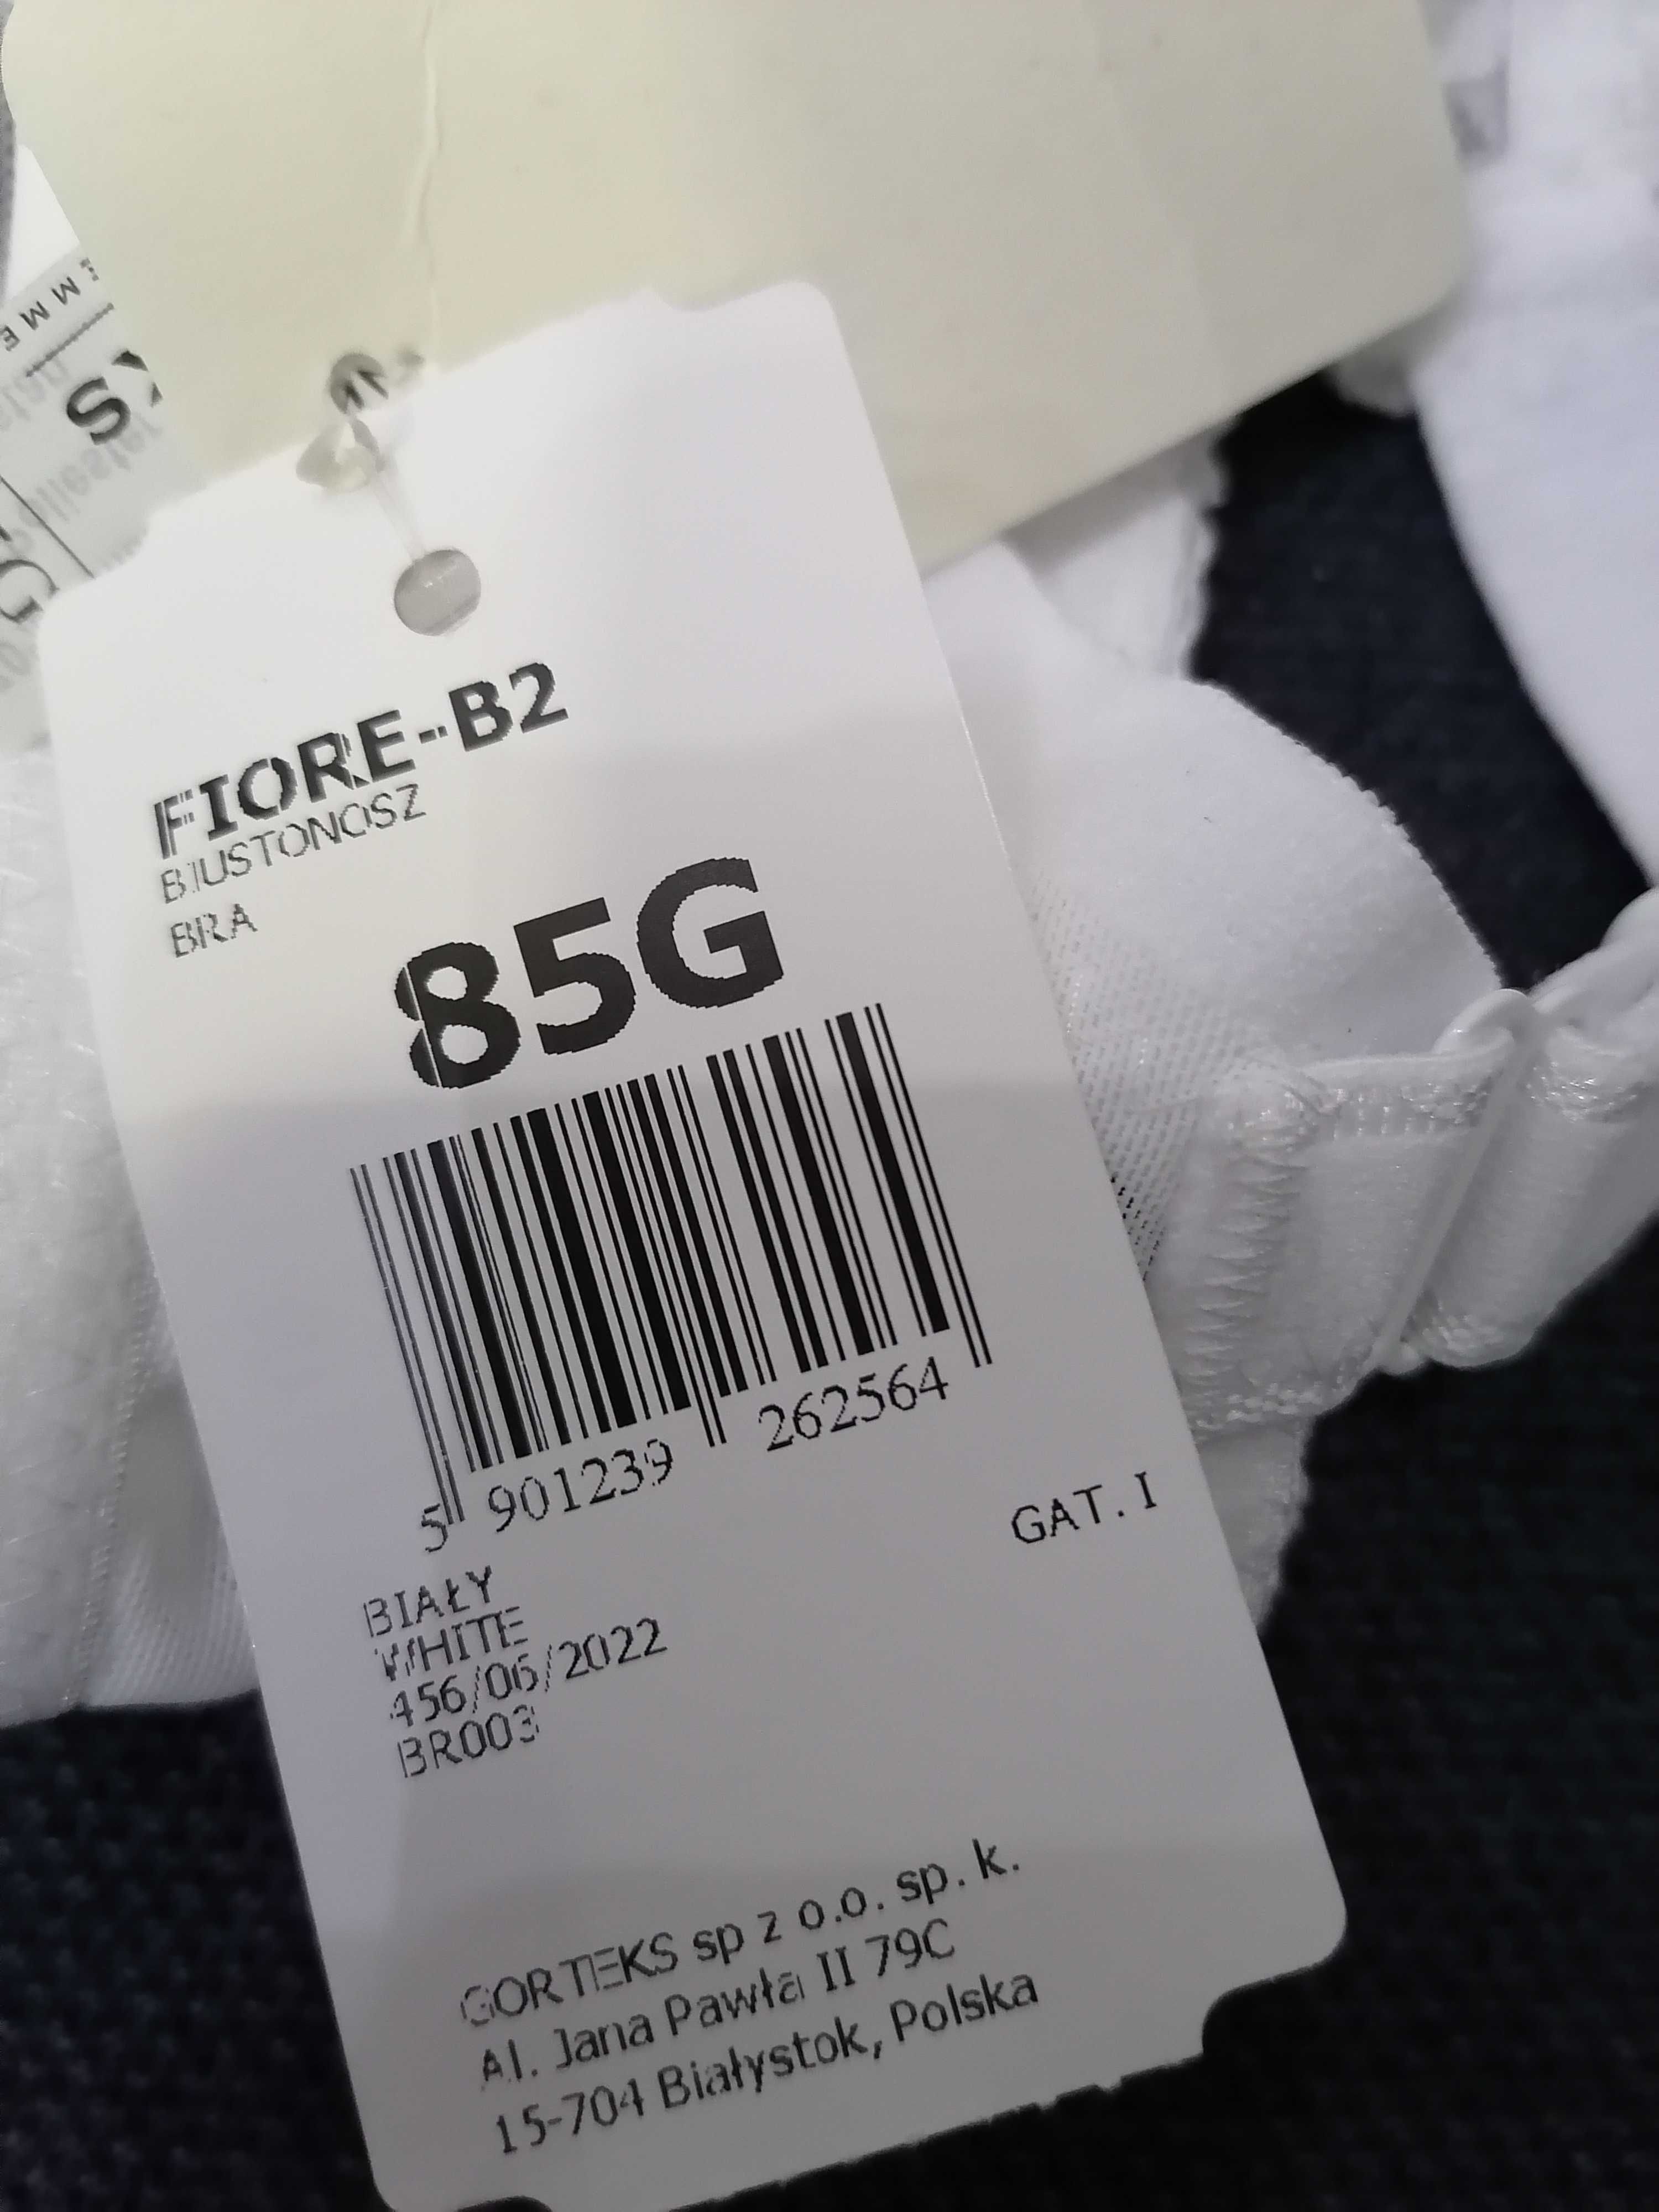 FIORE-B2
BIUSTONOSZ
BRA
85G
5 901239 262564
GAT. I
BIAŁY
WHITE
456/06/2022
BR003
GORTEKS sp z o.o. sp. k.
Al. Jana Pawła II 79C
15-704 Białystok, Polska